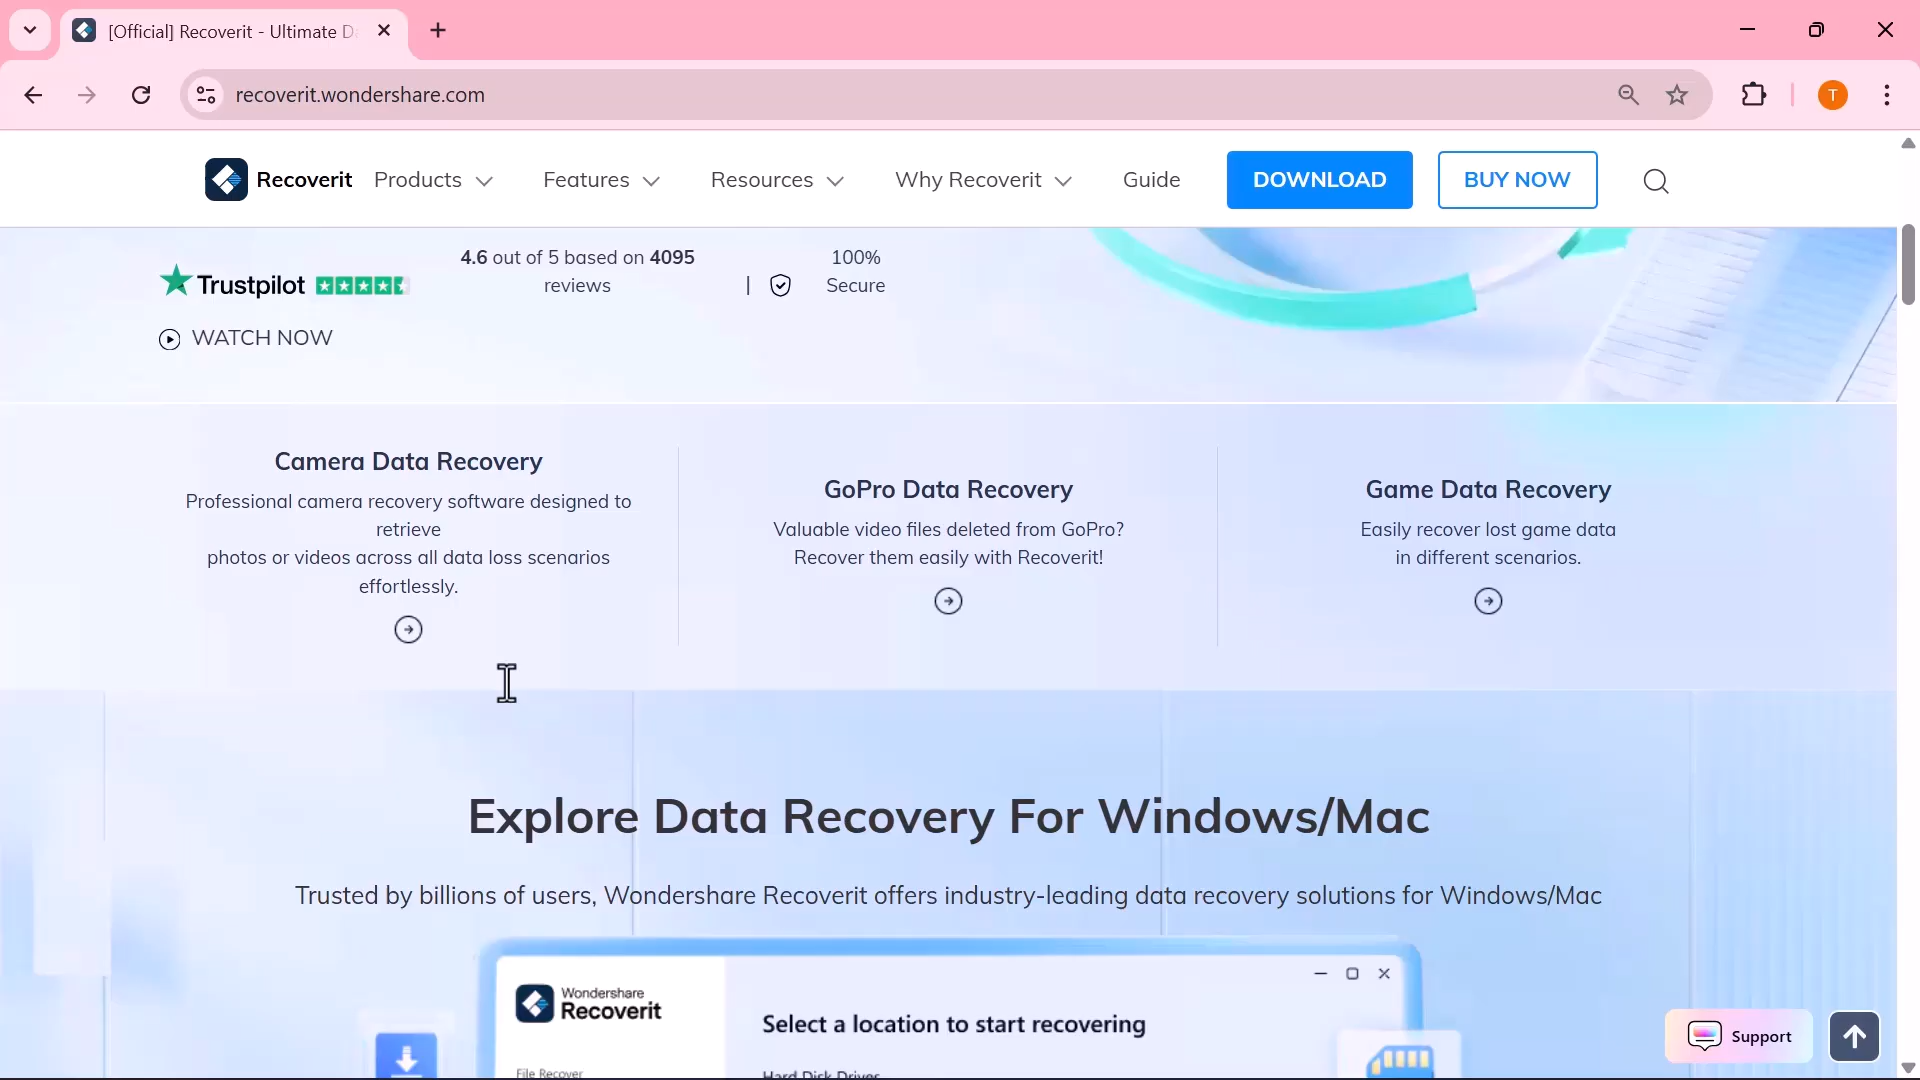 [Official] Recoverit - Ultimate D
recoverit.wondershare.com
T
Recoverit Products Features Resources Why Recoverit Guide DOWNLOAD BUY NOW
Trustpilot
4.6 out of 5 based on 4095
reviews
100%
Secure
WATCH NOW
Camera Data Recovery
Professional camera recovery software designed to
retrieve
photos or videos across all data loss scenarios
effortlessly.
GoPro Data Recovery
Valuable video files deleted from GoPro?
Recover them easily with Recoverit!
Game Data Recovery
Easily recover lost game data
in different scenarios.
Explore Data Recovery For Windows/Mac
Trusted by billions of users, Wondershare Recoverit offers industry-leading data recovery solutions for Windows/Mac
Wondershare
Recoverit
Select a location to start recovering
File Recover
Hard Disk Drives
Support